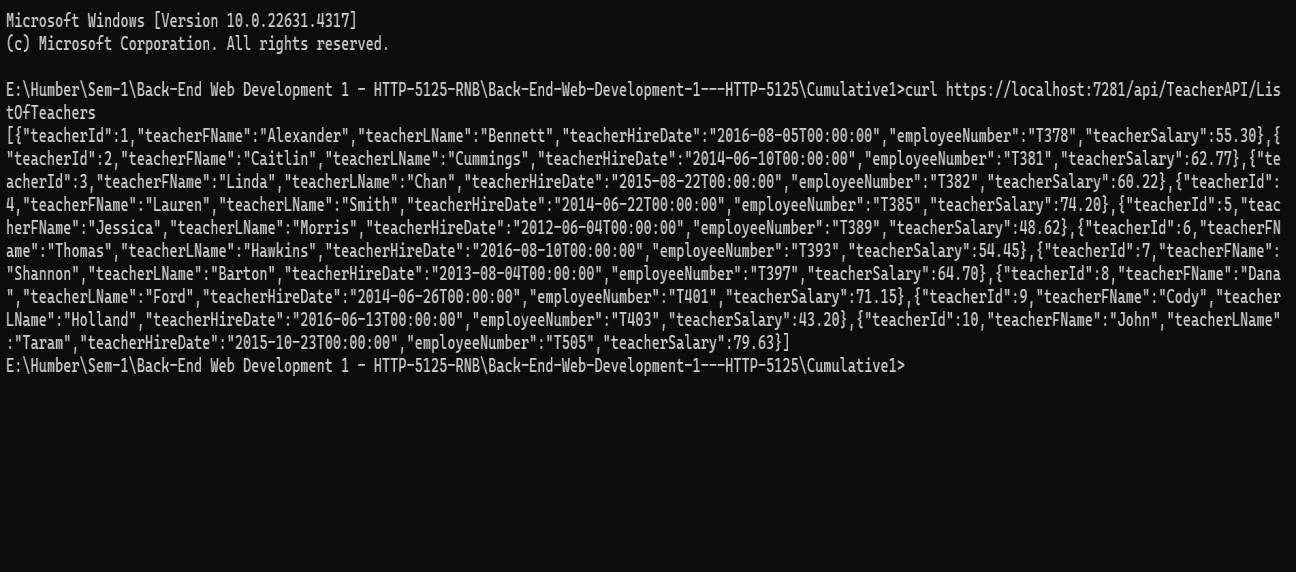 Microsoft Windows [Version 10.0.22631.4317]
(c) Microsoft Corporation. All rights reserved.
E:\Humber\Sem-1\Back-End Web Development 1 - HTTP-5125-RNB\Back-End-Web-Development-1---HTTP-5125\Cumulative1>curl https://localhost:7281/api/TeacherAPI/Lis
tOfTeachers
[{"teacherId":1,"teacherFName":"Alexander","teacherLName":"Bennett","teacherHireDate":"2016-08-05T00:00:00","employeeNumber":"T378","teacherSalary":55.30},{
"teacherId":2,"teacherFName":"Caitlin","teacherLName":"Cummings","teacherHireDate":"2014-06-10T00:00:00","employeeNumber":"T381","teacherSalary":62.77},{"te
acherId":3,"teacherFName":"Linda","teacherLName":"Chan","teacherHireDate":"2015-08-22T00:00:00","employeeNumber":"T382","teacherSalary":60.22},{"teacherId":
4,"teacherFName":"Lauren","teacherLName":"Smith","teacherHireDate":"2014-06-22T00:00:00","employeeNumber":"T385","teacherSalary":74.20},{"teacherId":5,"teac
herFName":"Jessica","teacherLName":"Morris","teacherHireDate":"2012-06-04T00:00:00","employeeNumber":"T389","teacherSalary":48.62},{"teacherId":6,"teacherFN
ame":"Thomas","teacherLName":"Hawkins","teacherHireDate":"2016-08-10T00:00:00","employeeNumber":"T393","teacherSalary":54.45},{"teacherId":7,"teacherFName":
"Shannon","teacherLName":"Barton","teacherHireDate":"2013-08-04T00:00:00","employeeNumber":"T397","teacherSalary":64.70},{"teacherId":8,"teacherFName":"Dana
","teacherLName":"Ford","teacherHireDate":"2014-06-26T00:00:00","employeeNumber":"T401","teacherSalary":71.15},{"teacherId":9,"teacherFName":"Cody","teacher
LName":"Holland","teacherHireDate":"2016-06-13T00:00:00","employeeNumber":"T403","teacherSalary":43.20},{"teacherId":10,"teacherFName":"John","teacherLName"
:"Taram","teacherHireDate":"2015-10-23T00:00:00","employeeNumber":"T505","teacherSalary":79.63}]
E:\Humber\Sem-1\Back-End Web Development 1 - HTTP-5125-RNB\Back-End-Web-Development-1---HTTP-5125\Cumulative1>